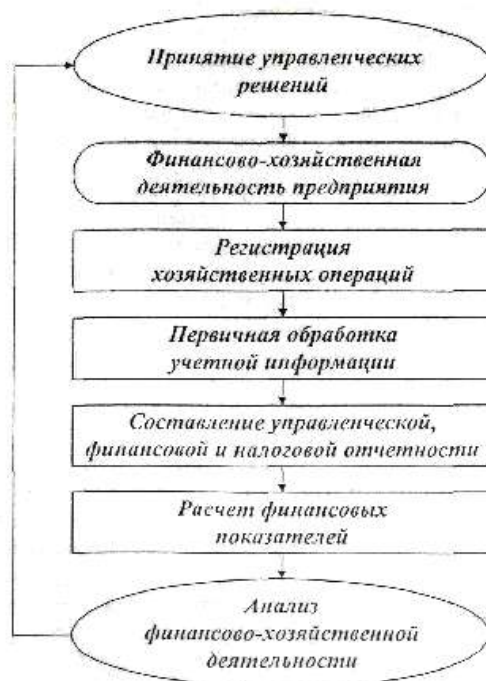 Принятие управленческих
решений
Финансово-хозяйственная
деятельность предприятия
Регистрация
хозяйственных операций
Первичная обработка
учетной информации
Составление управленческой,
финансовой и налоговой отчетности
Расчет финансовых
показателей
Анализ
финансово-хозяйственной
деятельности